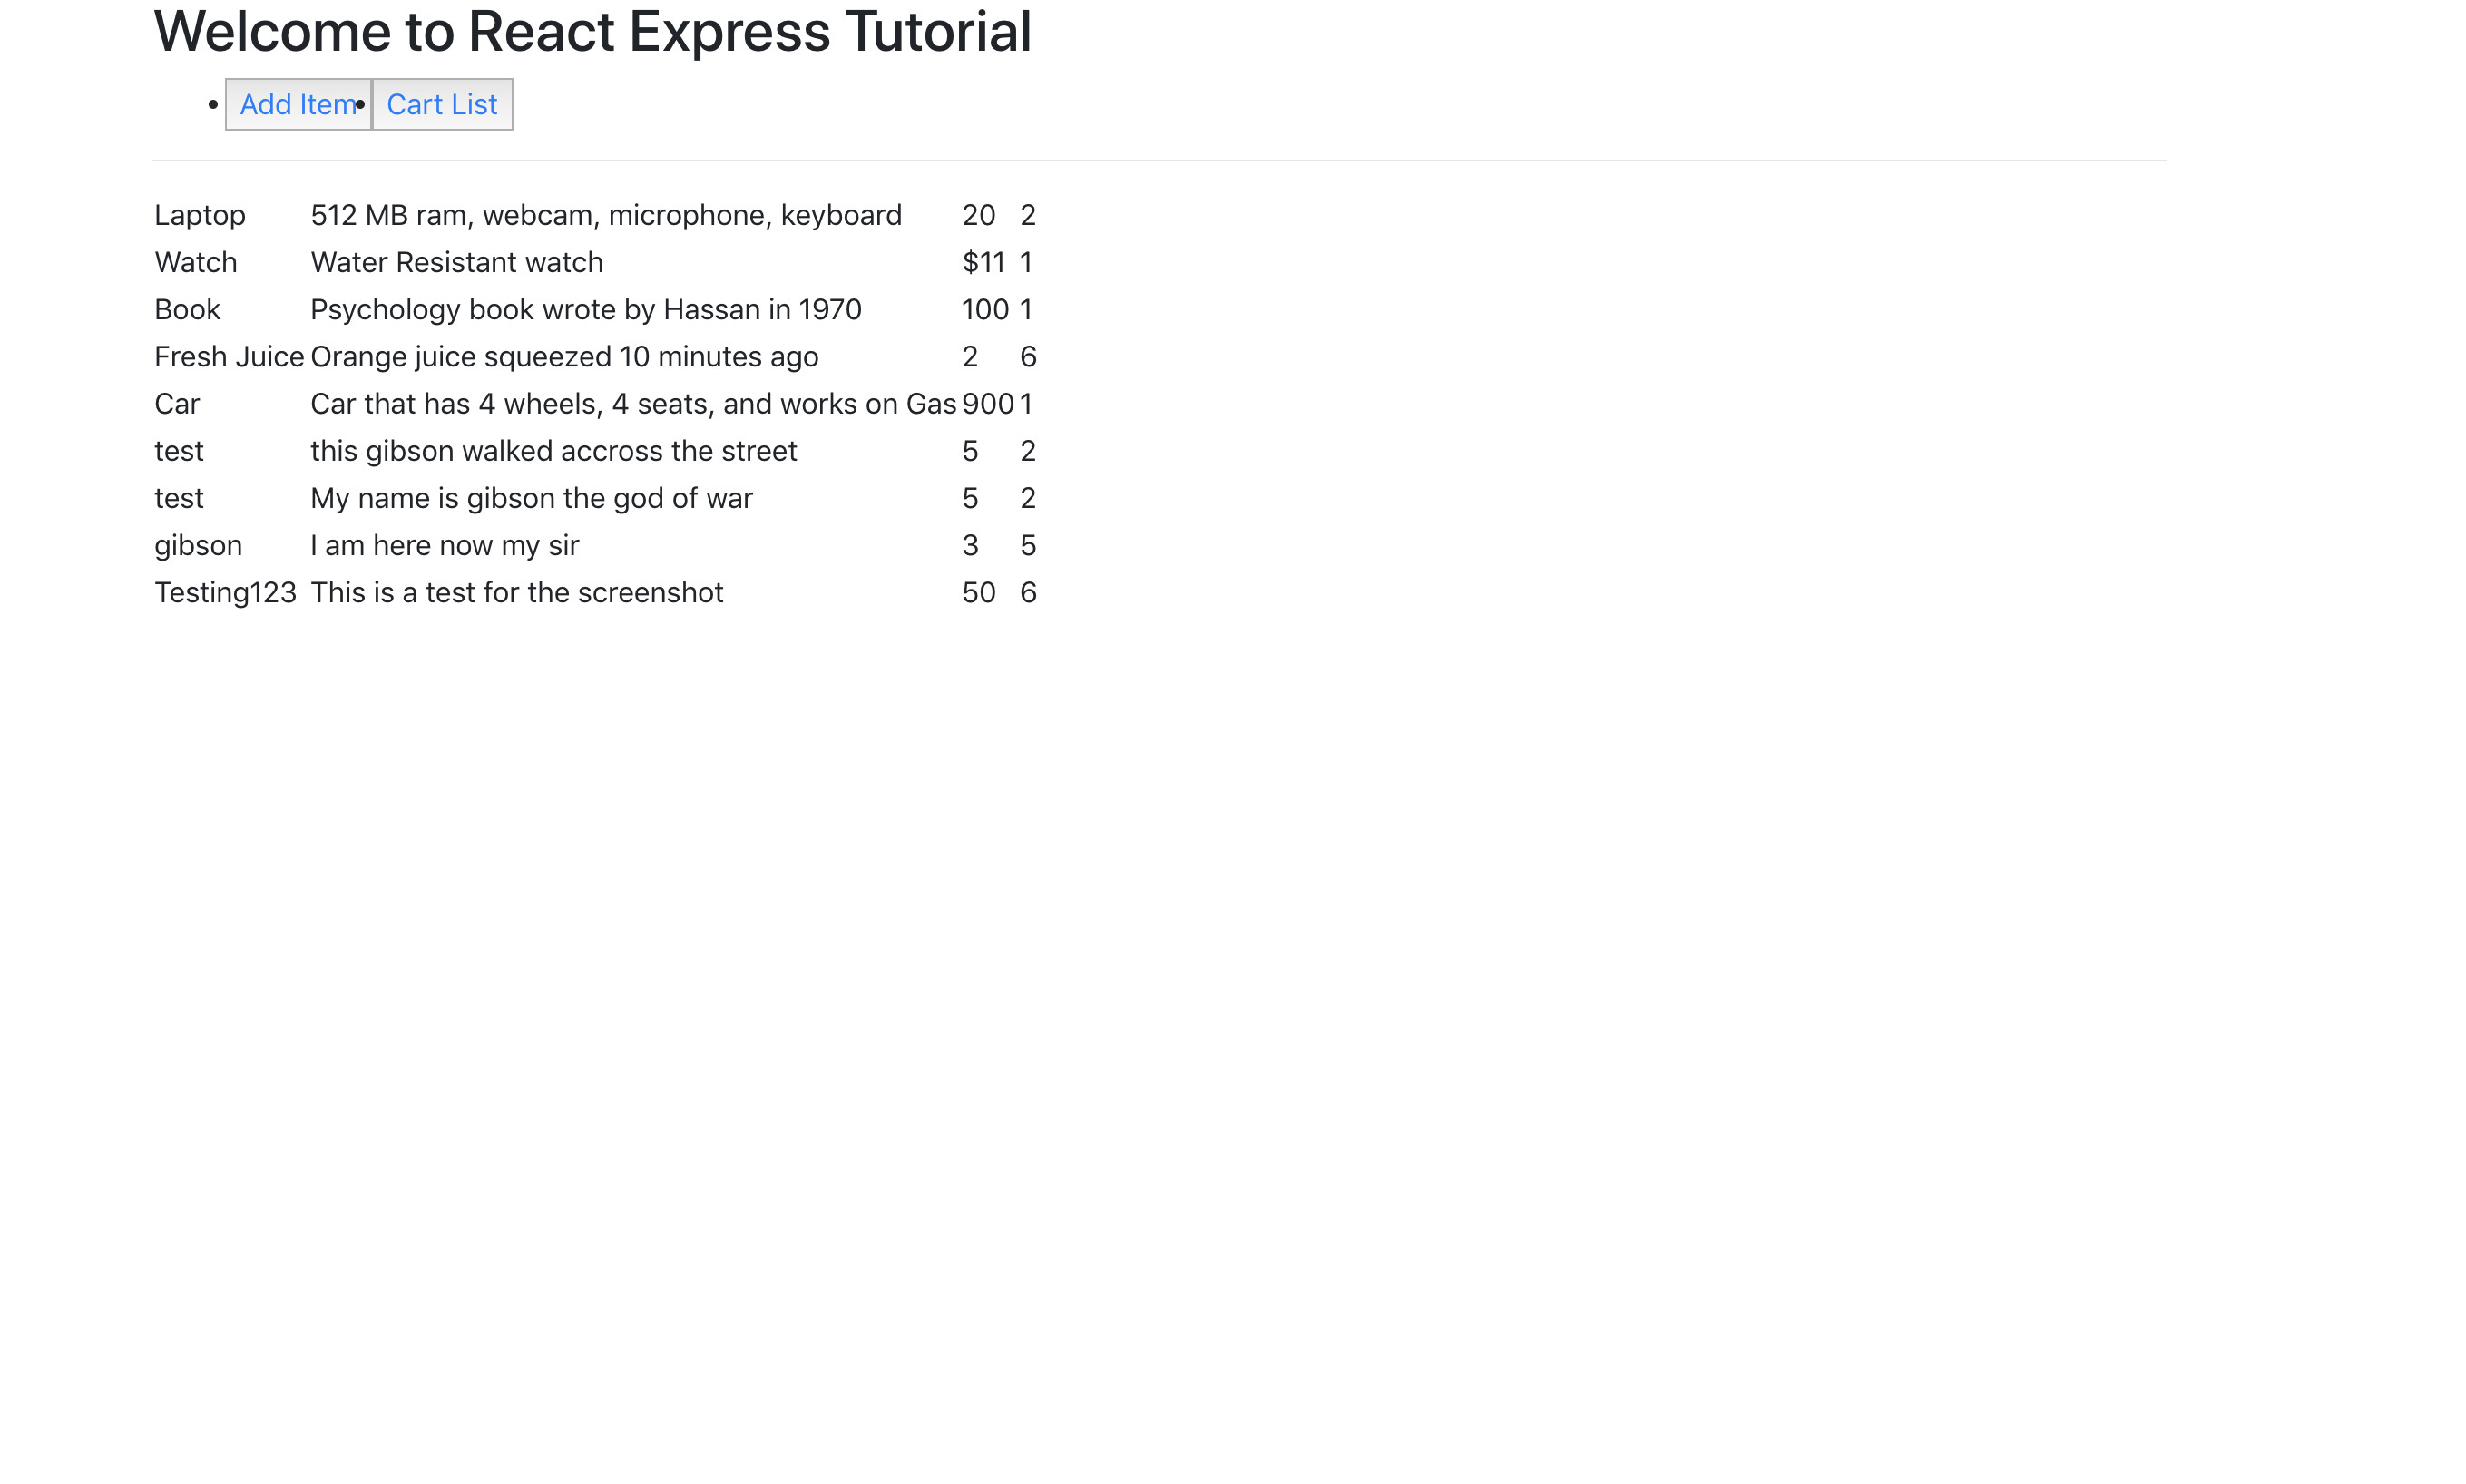 Welcome to React Express Tutorial
• Add Item • Cart List
Laptop 512 MB ram, webcam, microphone, keyboard 20 2
Watch Water Resistant watch $11 1
Book Psychology book wrote by Hassan in 1970 100 1
Fresh Juice Orange juice squeezed 10 minutes ago 2 6
Car Car that has 4 wheels, 4 seats, and works on Gas 900 1
test this gibson walked accross the street 5 2
test My name is gibson the god of war 5 2
gibson I am here now my sir 3 5
Testing123 This is a test for the screenshot 50 6